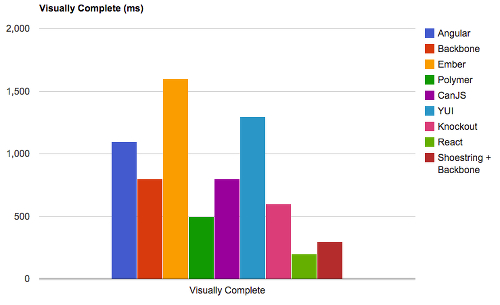 Visually Complete (ms)
2,000
1,500
1,000
500
0
Visually Complete
Angular
Backbone
Ember
Polymer
CanJS
YUI
Knockout
React
Shoestring +
Backbone